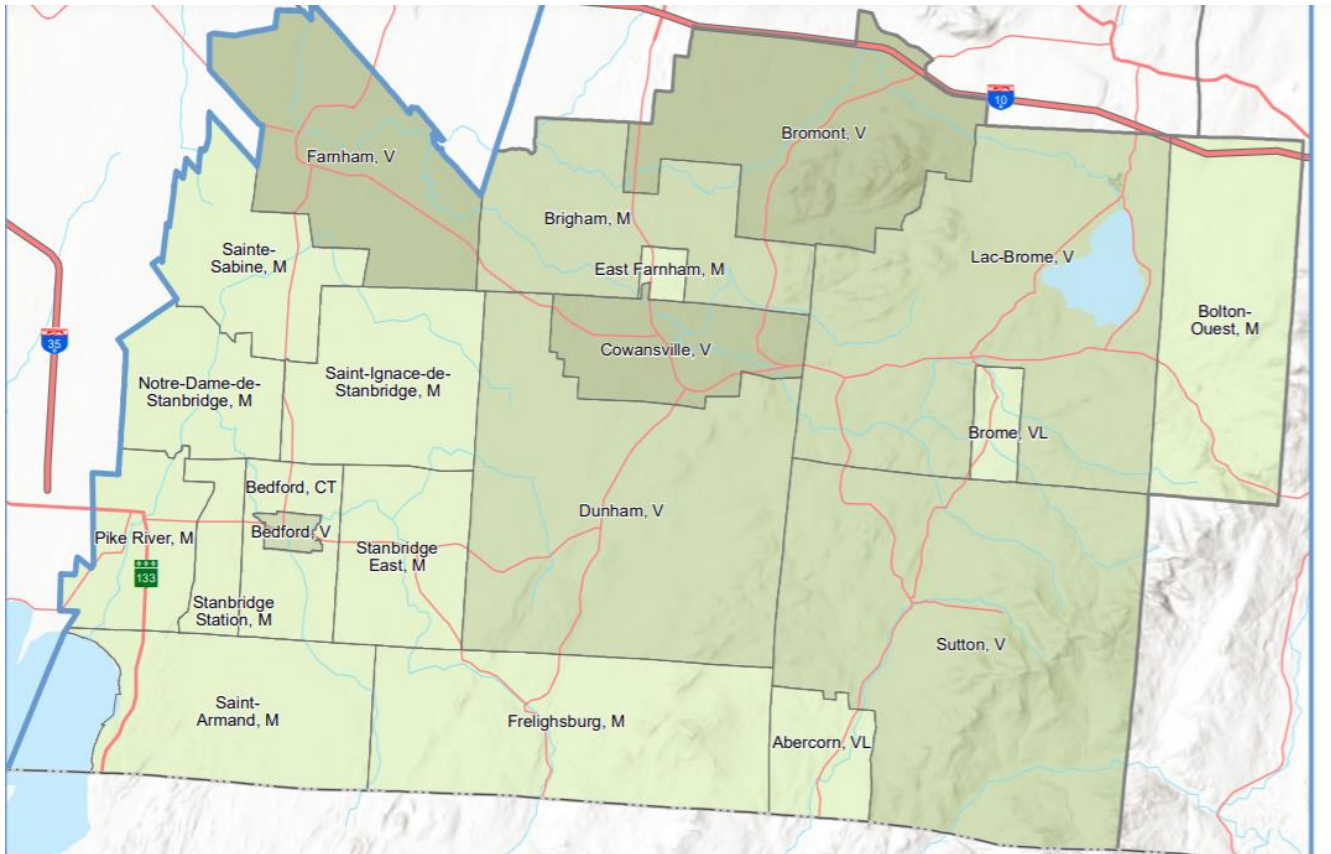 10
Bromont, V
Farnham, V
Brigham, M
Sainte-
Sabine, M
East Farnham, M
Lac-Brome, V
Bolton-
Ouest, M
35
Cowansville, V
Notre-Dame-de-
Stanbridge, M
Saint-Ignace-de-
Stanbridge, M
Brome, VL
Bedford, CT
Dunham, V
Bedford, V
Pike River, M
Stanbridge
East, M
133
Stanbridge
Station, M
Sutton, V
Saint-
Armand, M
Frelighsburg, M
Abercorn, VL